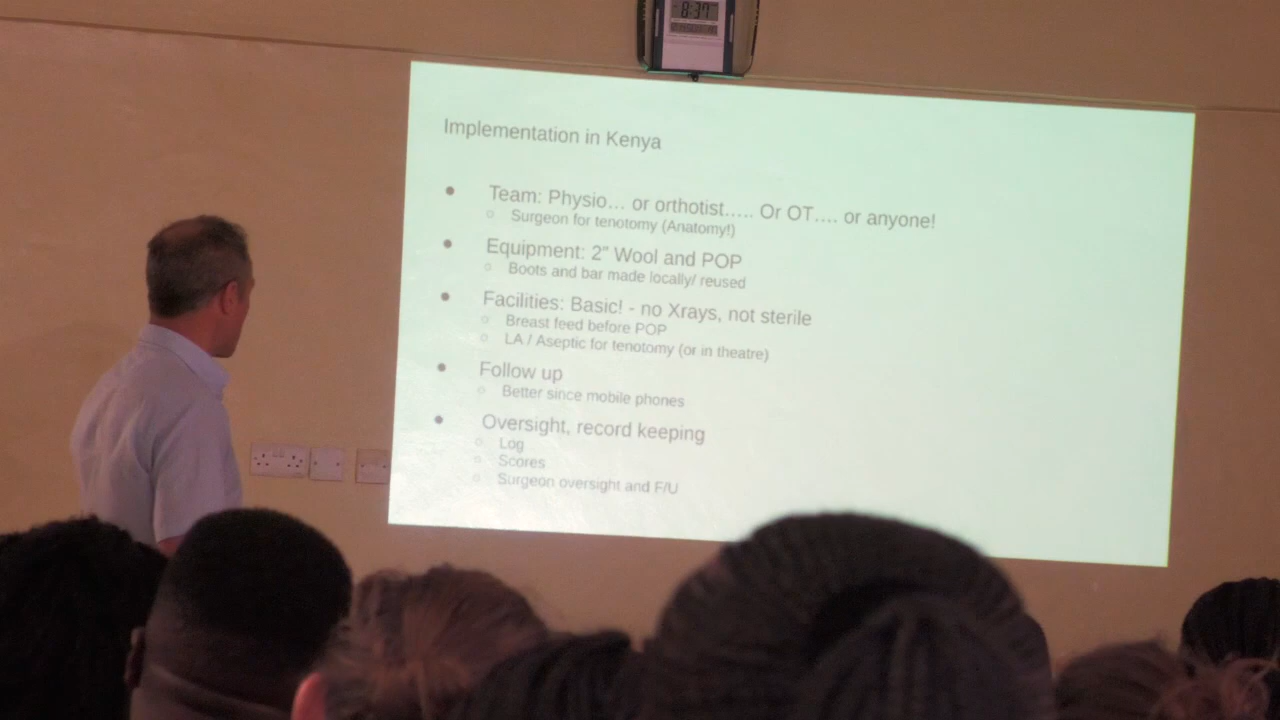 8:37
Implementation in Kenya
● Team: Physio... or orthotist..... Or OT.... or anyone!
○ Surgeon for tenotomy (Anatomy!)
● Equipment: 2" Wool and POP
○ Boots and bar made locally/ reused
● Facilities: Basic! - no Xrays, not sterile
○ Breast feed before POP
○ LA / Aseptic for tenotomy (or in theatre)
● Follow up
○ Better since mobile phones
● Oversight, record keeping
○ Log
○ Scores
○ Surgeon oversight and F/U